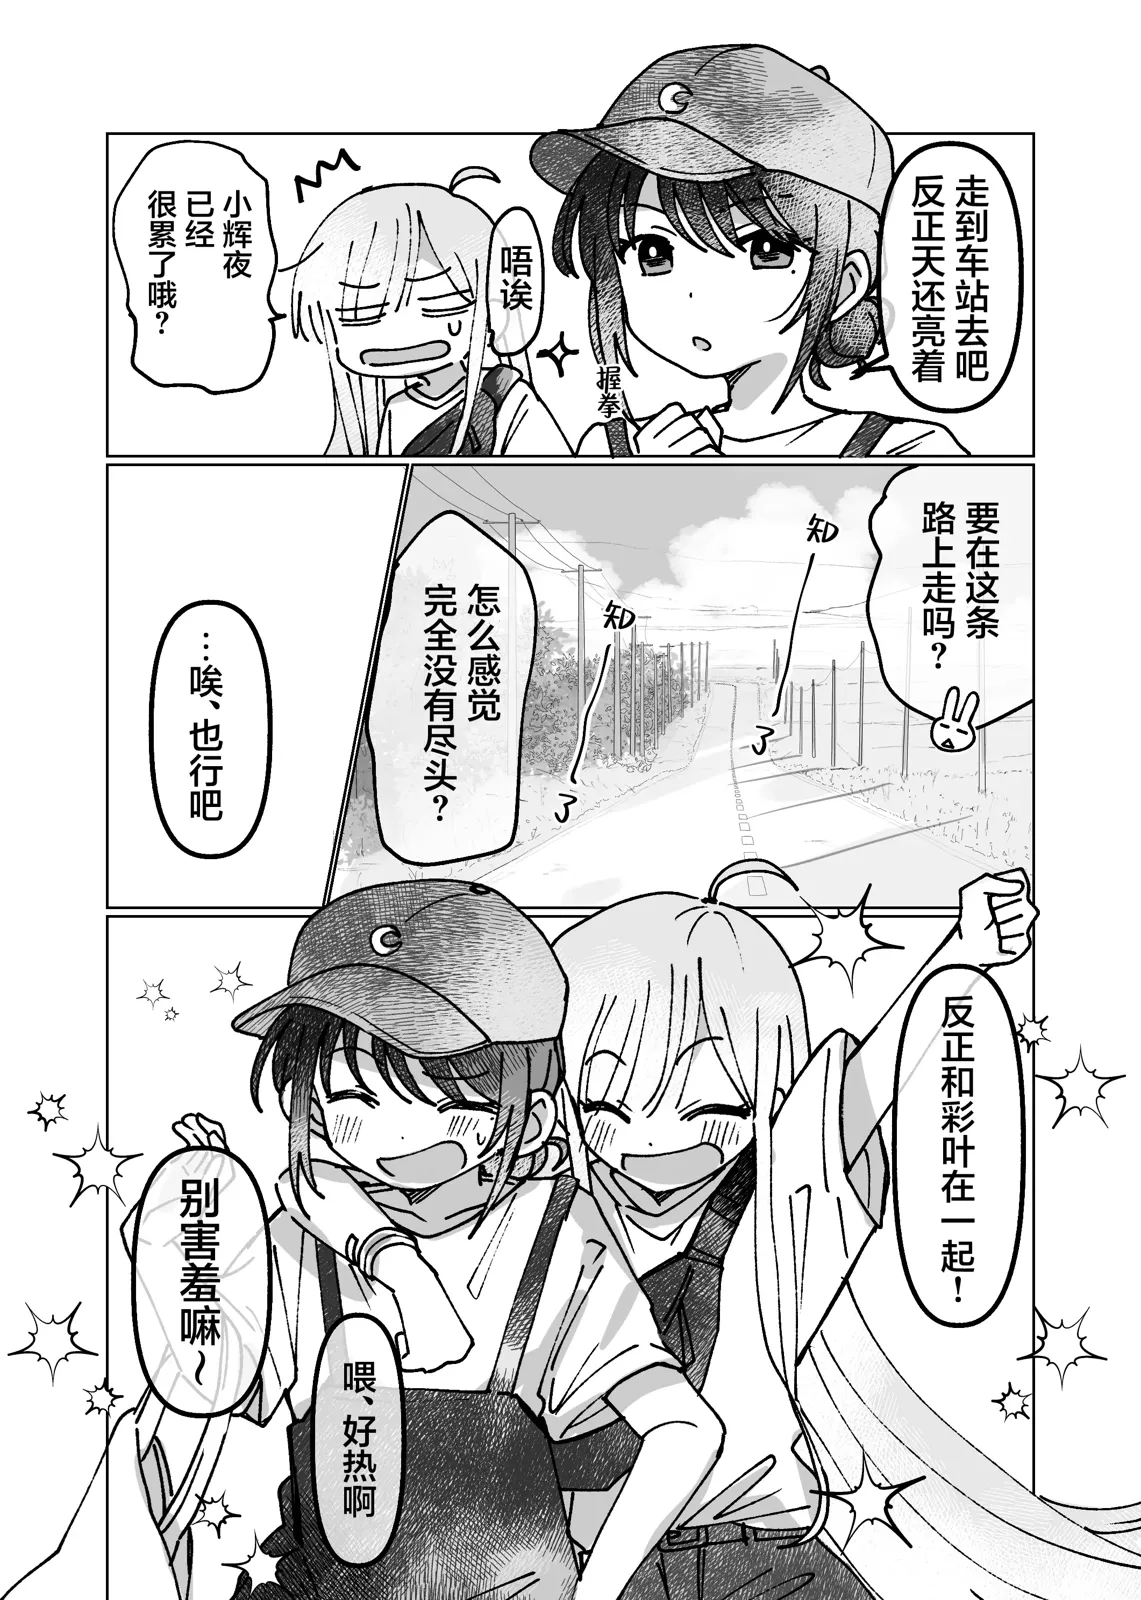 走到车站去吧
反正天还亮着
握拳
唔诶
小辉夜
已经
很累了哦？
要在这条
路上走吗？
知
了
知
了
怎么感觉
完全没有尽头？
…唉、也行吧
反正和彩叶在一起！
别害羞嘛～
喂、好热啊